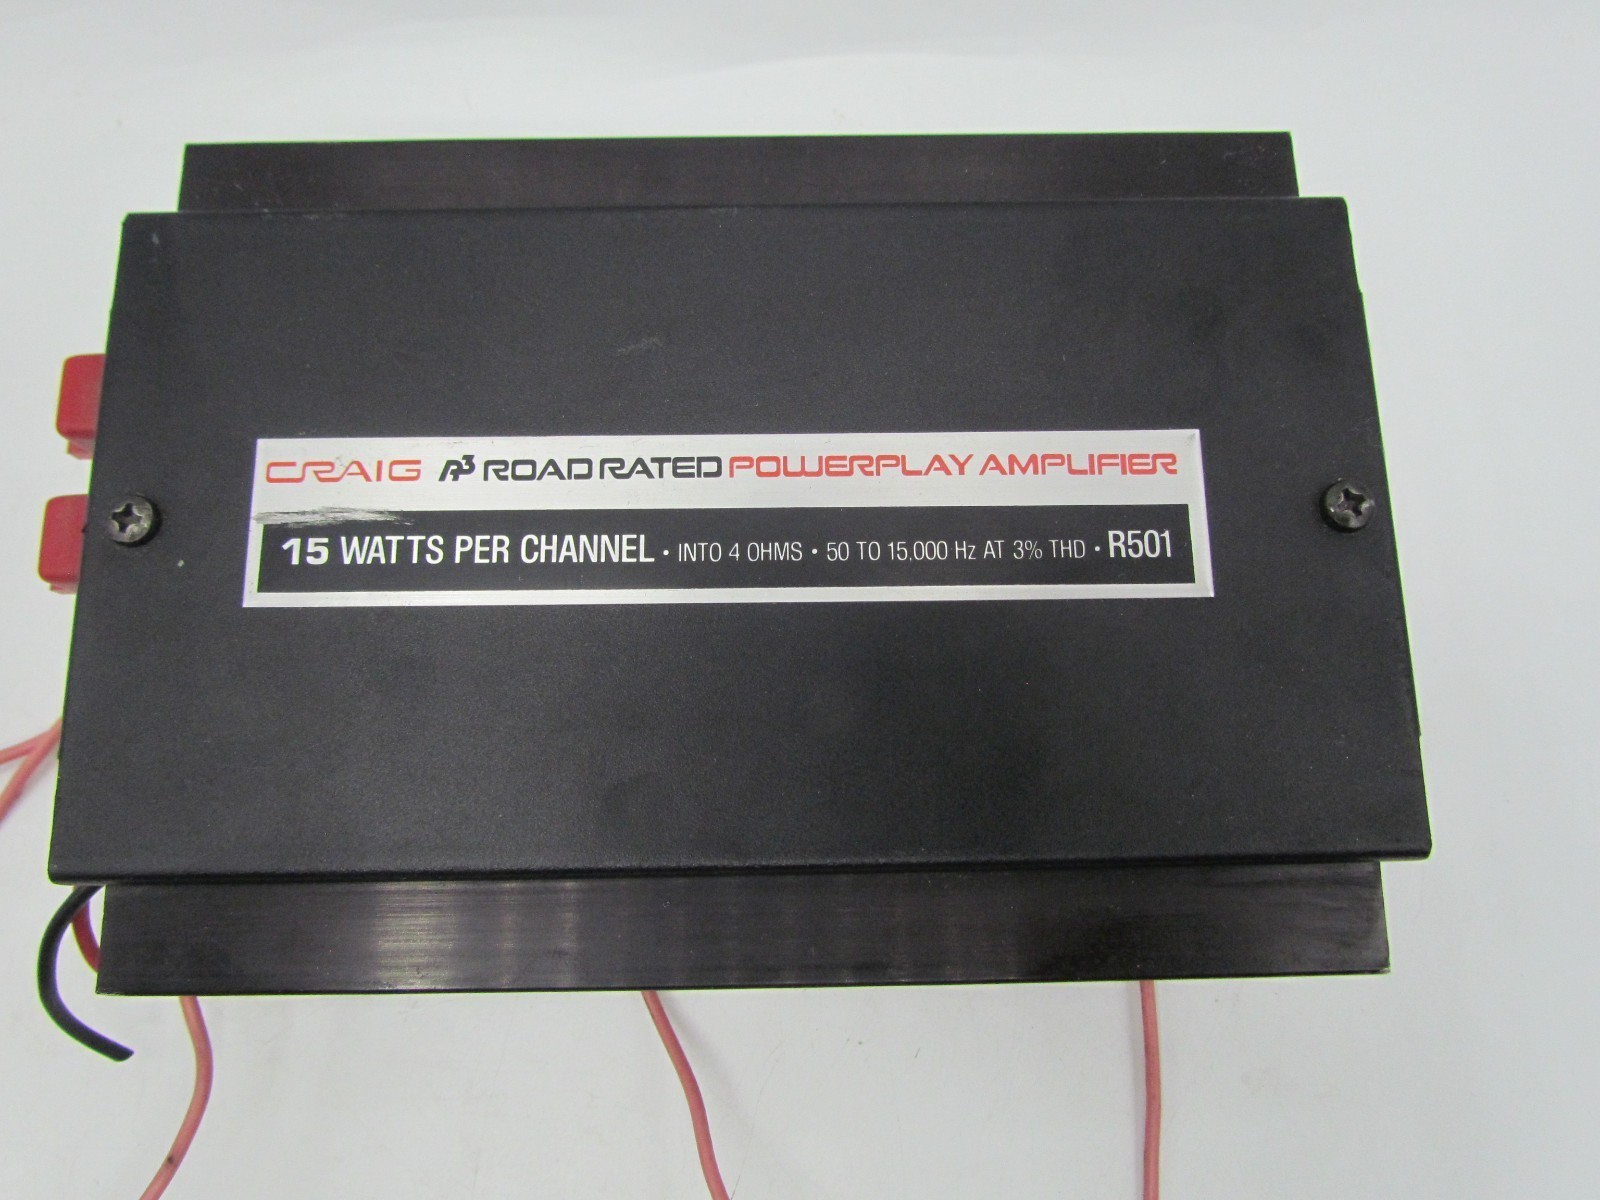 CRAIG R³ ROAD RATED POWERPLAY AMPLIFIER
15 WATTS PER CHANNEL · INTO 4 OHMS · 50 TO 15,000 Hz AT 3% THD · R501